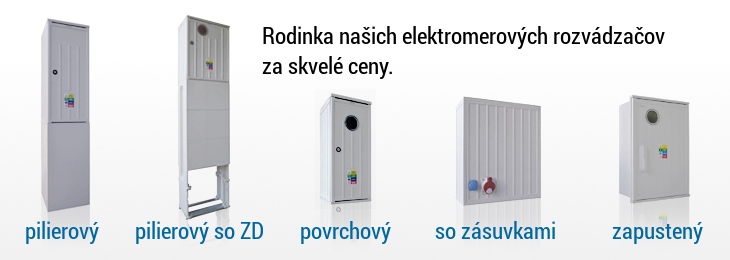 Rodinka našich elektromerových rozvádzačov
za skvelé ceny.
pilierový
pilierový so ZD
povrchový
so zásuvkami
zapustený